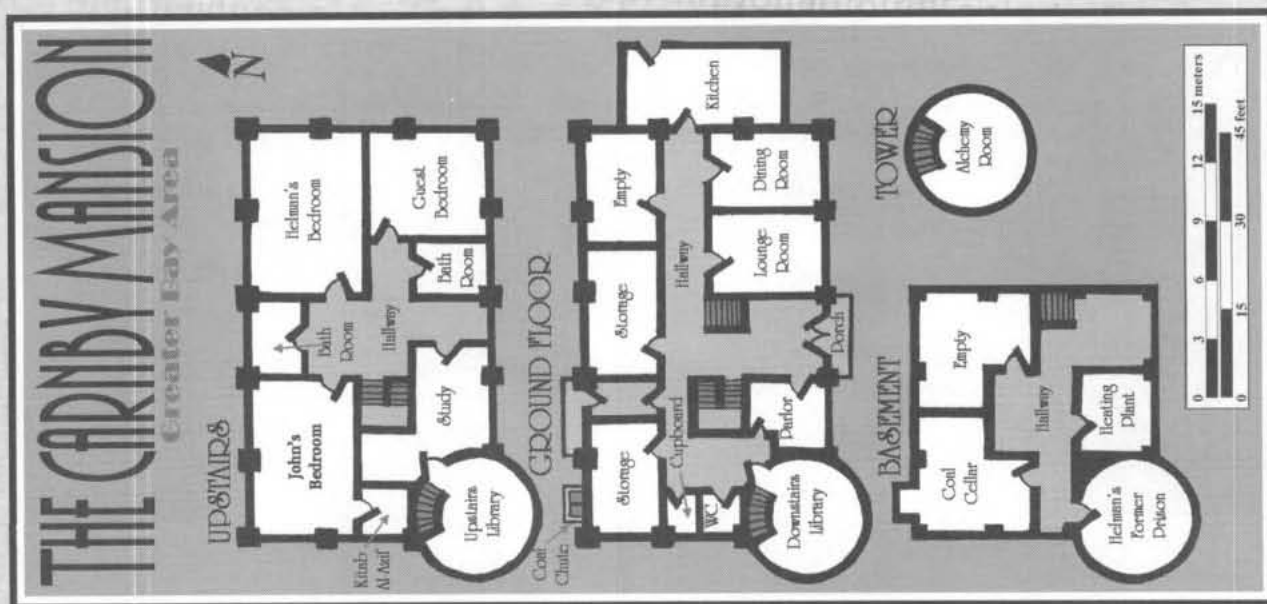 THE CARNBY MANSION
Greater Bay Area
N
UPSTAIRS
Helman's
Bedroom
Guest
Bedroom
Bath
Room
Bath
Room
Hallway
John's
Bedroom
Study
Upstairs
Library
Kitab
Al-Azif
GROUND FLOOR
Kitchen
Empty
Dining
Room
Hallway
Lounge
Room
Storage
Porch
Storage
Cupboard
Parlor
WC
Downstairs
Library
Coal
Chute
TOWER
Alchemy
Room
BASEMENT
Empty
Coal
Cellar
Hallway
Heating
Plant
Helman's
Former
Prison
0 3 6 9 12 15 meters
0 15 30 45 feet